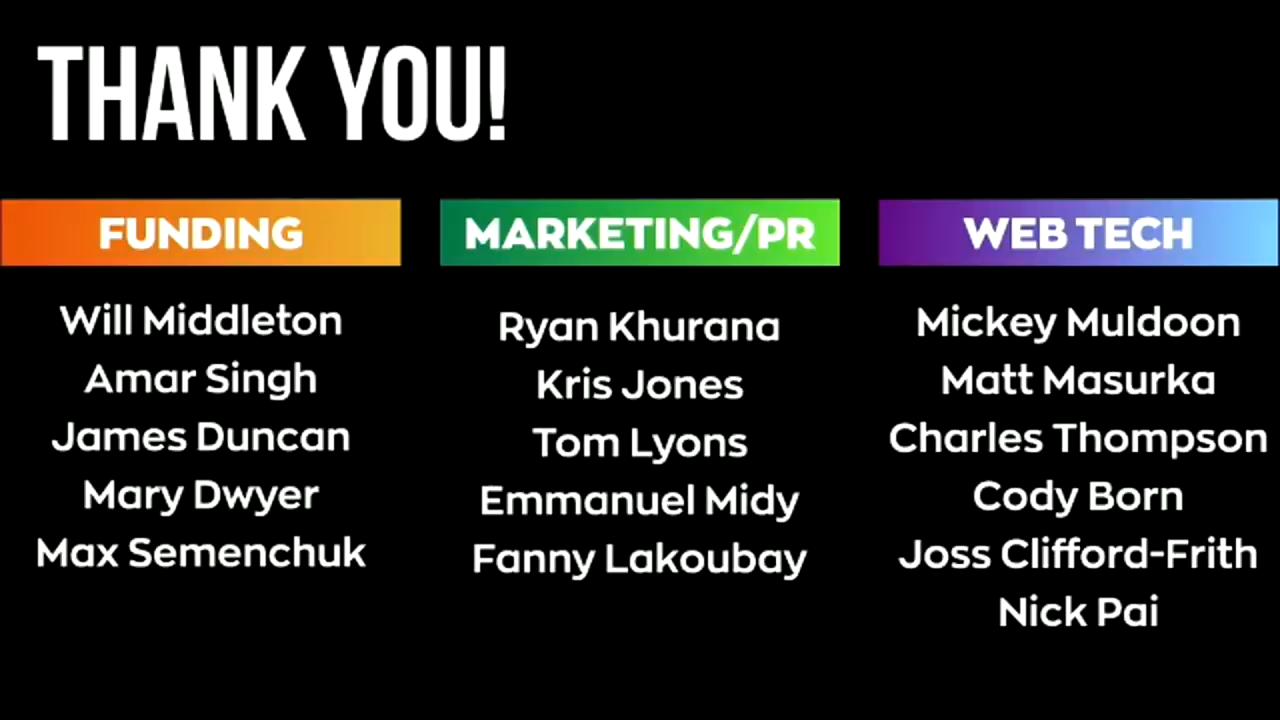 THANK YOU!
FUNDING
Will Middleton
Amar Singh
James Duncan
Mary Dwyer
Max Semenchuk
MARKETING/PR
Ryan Khurana
Kris Jones
Tom Lyons
Emmanuel Midy
Fanny Lakoubay
WEB TECH
Mickey Muldoon
Matt Masurka
Charles Thompson
Cody Born
Joss Clifford-Frith
Nick Pai